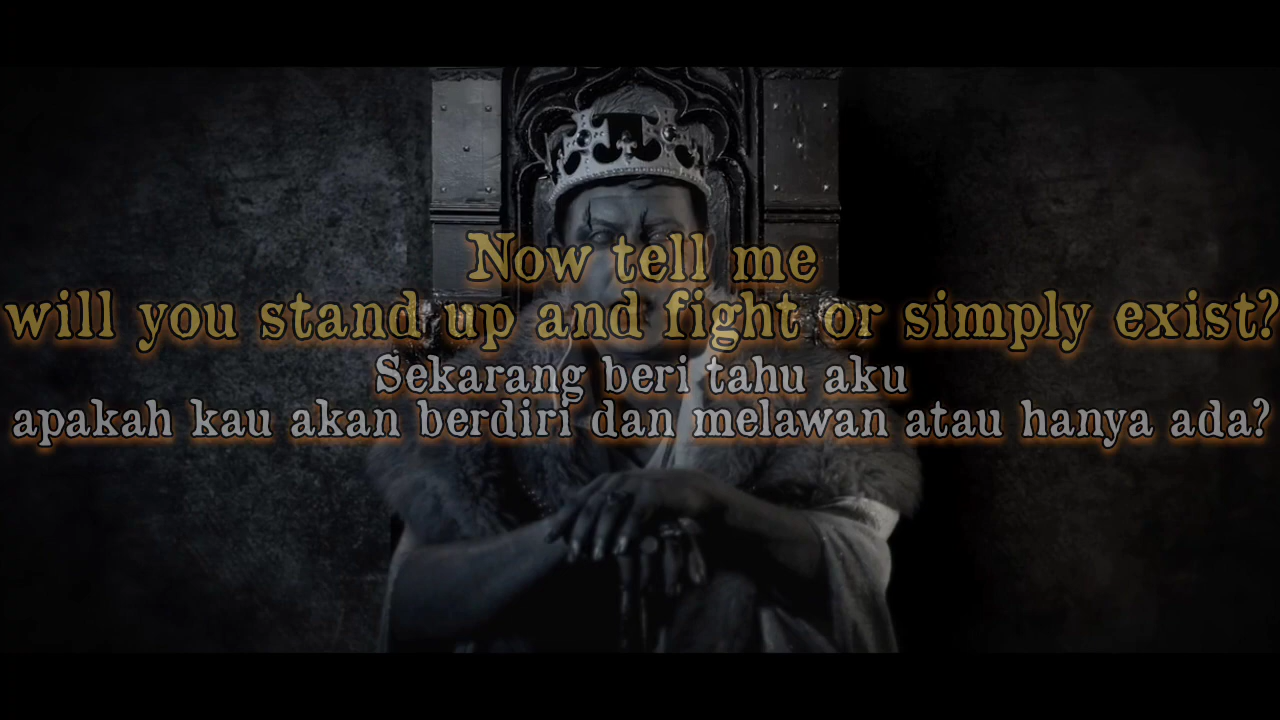 Now tell me
will you stand up and fight or simply exist?
Sekarang beri tahu aku
apakah kau akan berdiri dan melawan atau hanya ada?